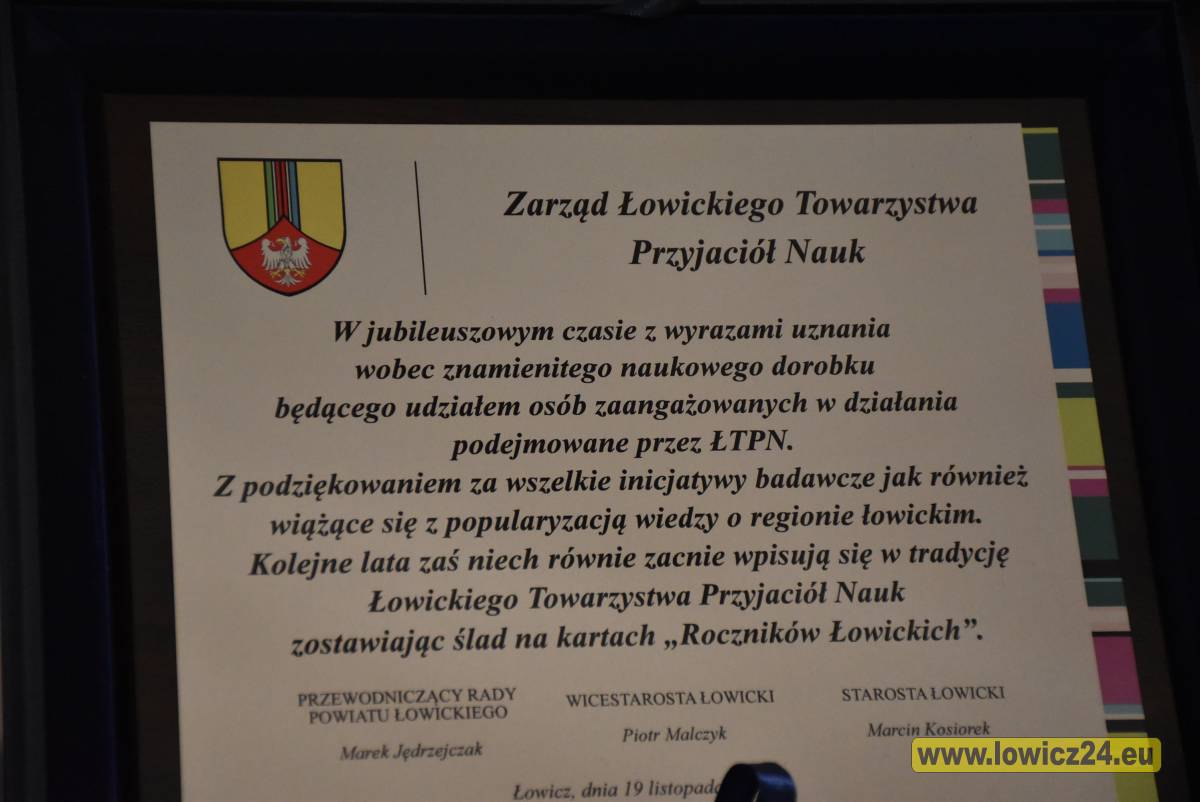 Zarząd Łowickiego Towarzystwa
Przyjaciół Nauk
W jubileuszowym czasie z wyrazami uznania
wobec znamienitego naukowego dorobku
będącego udziałem osób zaangażowanych w działania
podejmowane przez ŁTPN.
Z podziękowaniem za wszelkie inicjatywy badawcze jak również
wiążące się z popularyzacją wiedzy o regionie łowickim.
Kolejne lata zaś niech równie zacnie wpisują się w tradycję
Łowickiego Towarzystwa Przyjaciół Nauk
zostawiając ślad na kartach „Roczników Łowickich”.
PRZEWODNICZĄCY RADY
POWIATU ŁOWICKIEGO
Marek Jędrzejczak
WICESTAROSTA ŁOWICKI
Piotr Malczyk
STAROSTA ŁOWICKI
Marcin Kosiorek
Łowicz, dnia 19 listopada
www.lowicz24.eu